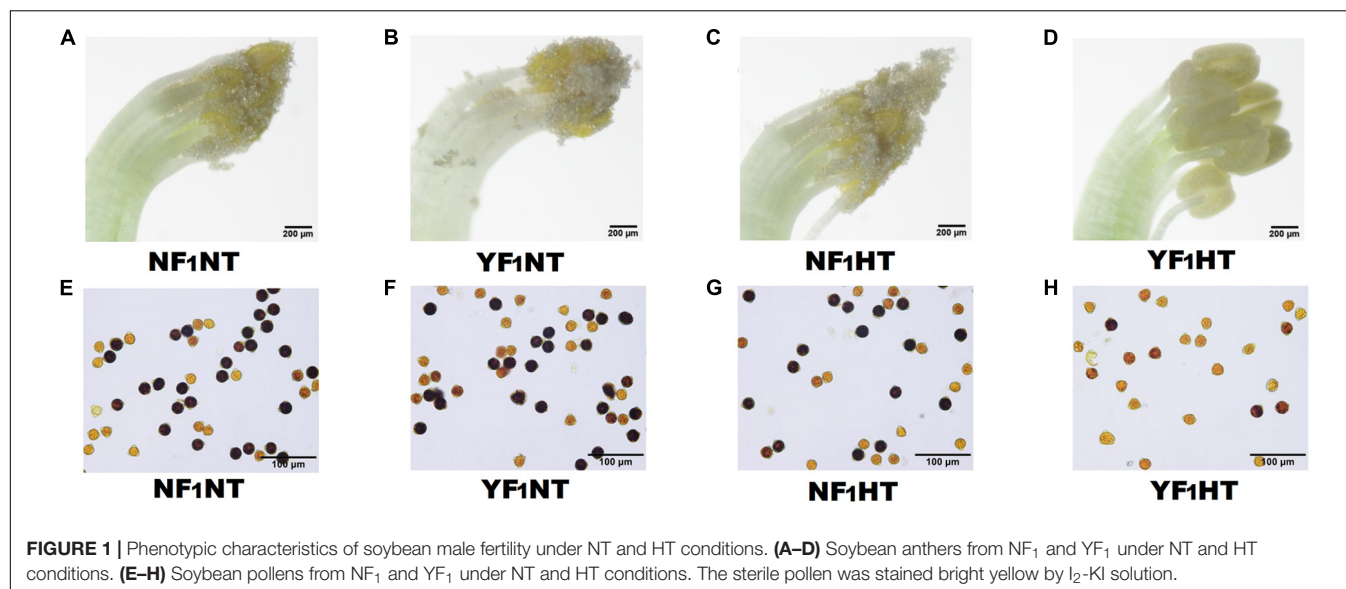 A B C D
200 µm 200 µm 200 µm 200 µm
NF₁NT YF₁NT NF₁HT YF₁HT
E F G H
100 µm 100 µm 100 µm 100 µm
NF₁NT YF₁NT NF₁HT YF₁HT
FIGURE 1 | Phenotypic characteristics of soybean male fertility under NT and HT conditions. (A–D) Soybean anthers from NF₁ and YF₁ under NT and HT
conditions. (E–H) Soybean pollens from NF₁ and YF₁ under NT and HT conditions. The sterile pollen was stained bright yellow by I₂-KI solution.